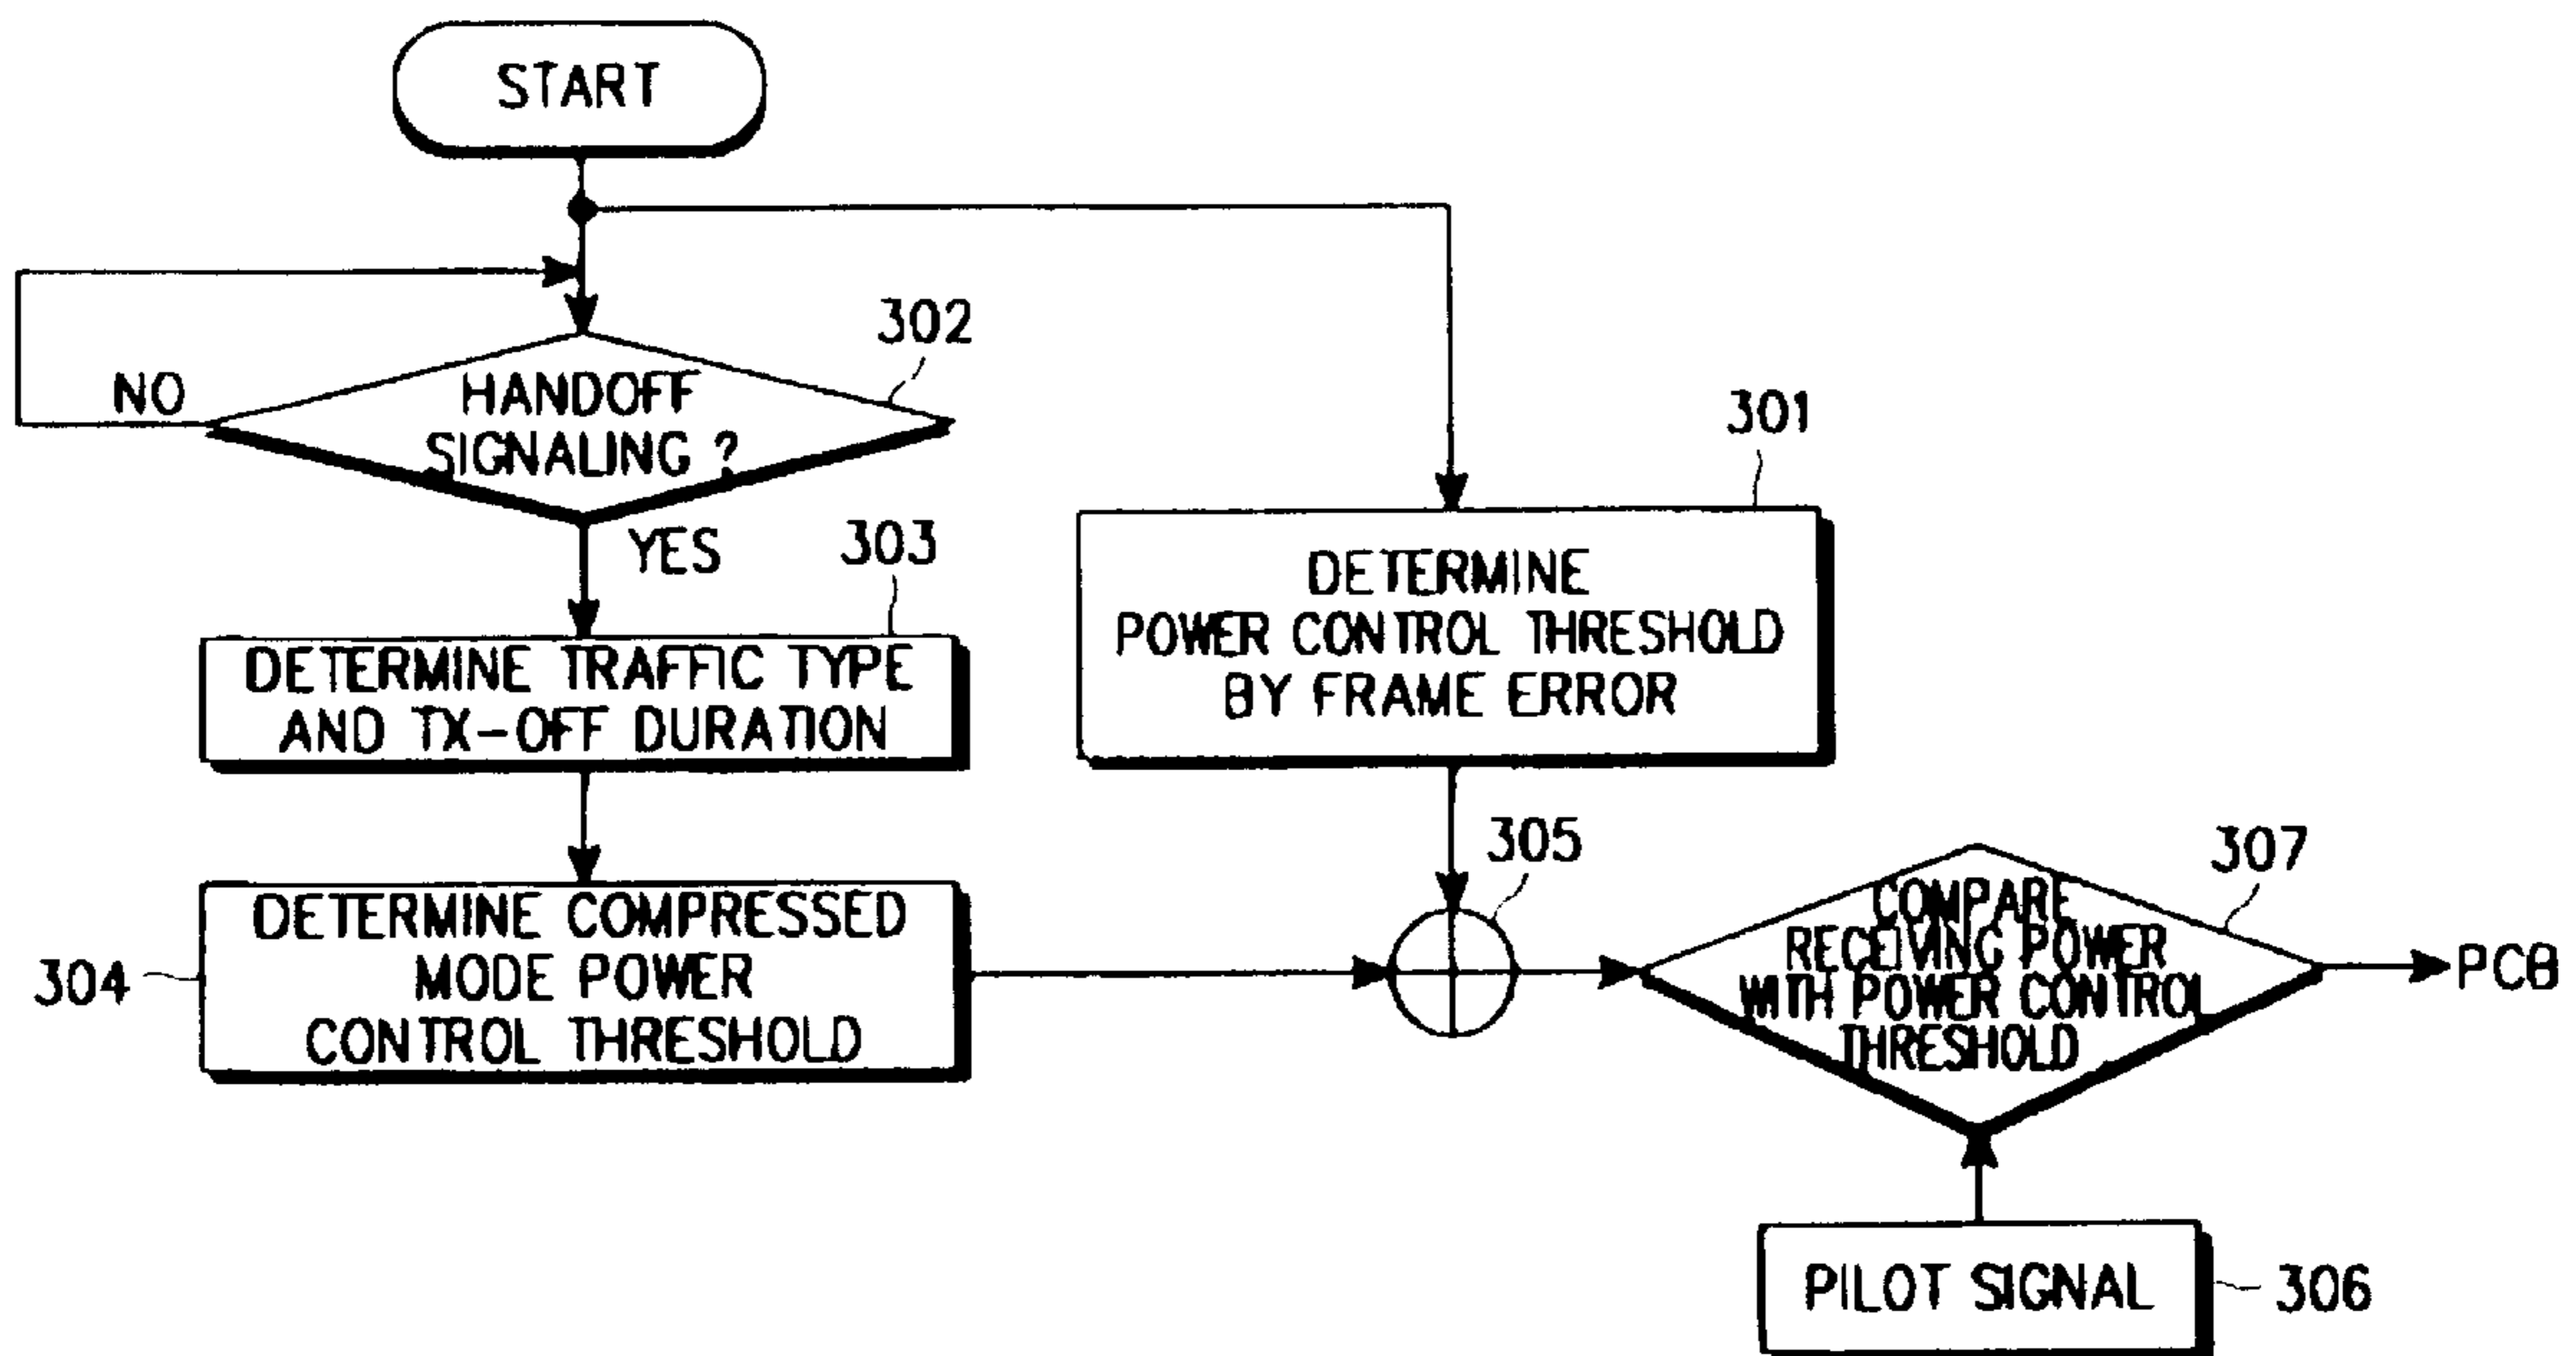 START
302
NO
HANDOFF
SIGNALING ?
301
YES
303
DETERMINE
POWER CONTROL THRESHOLD
BY FRAME ERROR
DETERMINE TRAFFIC TYPE
AND TX-OFF DURATION
305
307
304
DETERMINE COMPRESSED
MODE POWER
CONTROL THRESHOLD
COMPARE
RECEIVING POWER
WITH POWER CONTROL
THRESHOLD
PCB
PILOT SIGNAL
306